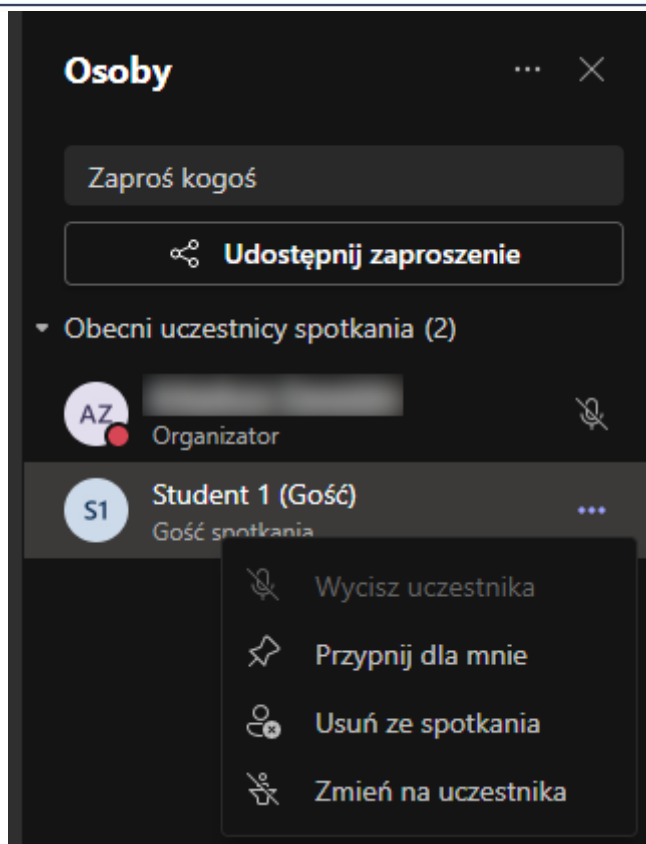 Osoby
Zaproś kogoś
Udostępnij zaproszenie
Obecni uczestnicy spotkania (2)
AZ
Organizator
S1
Student 1 (Gość)
Gość spotkania
Wycisz uczestnika
Przypnij dla mnie
Usuń ze spotkania
Zmień na uczestnika